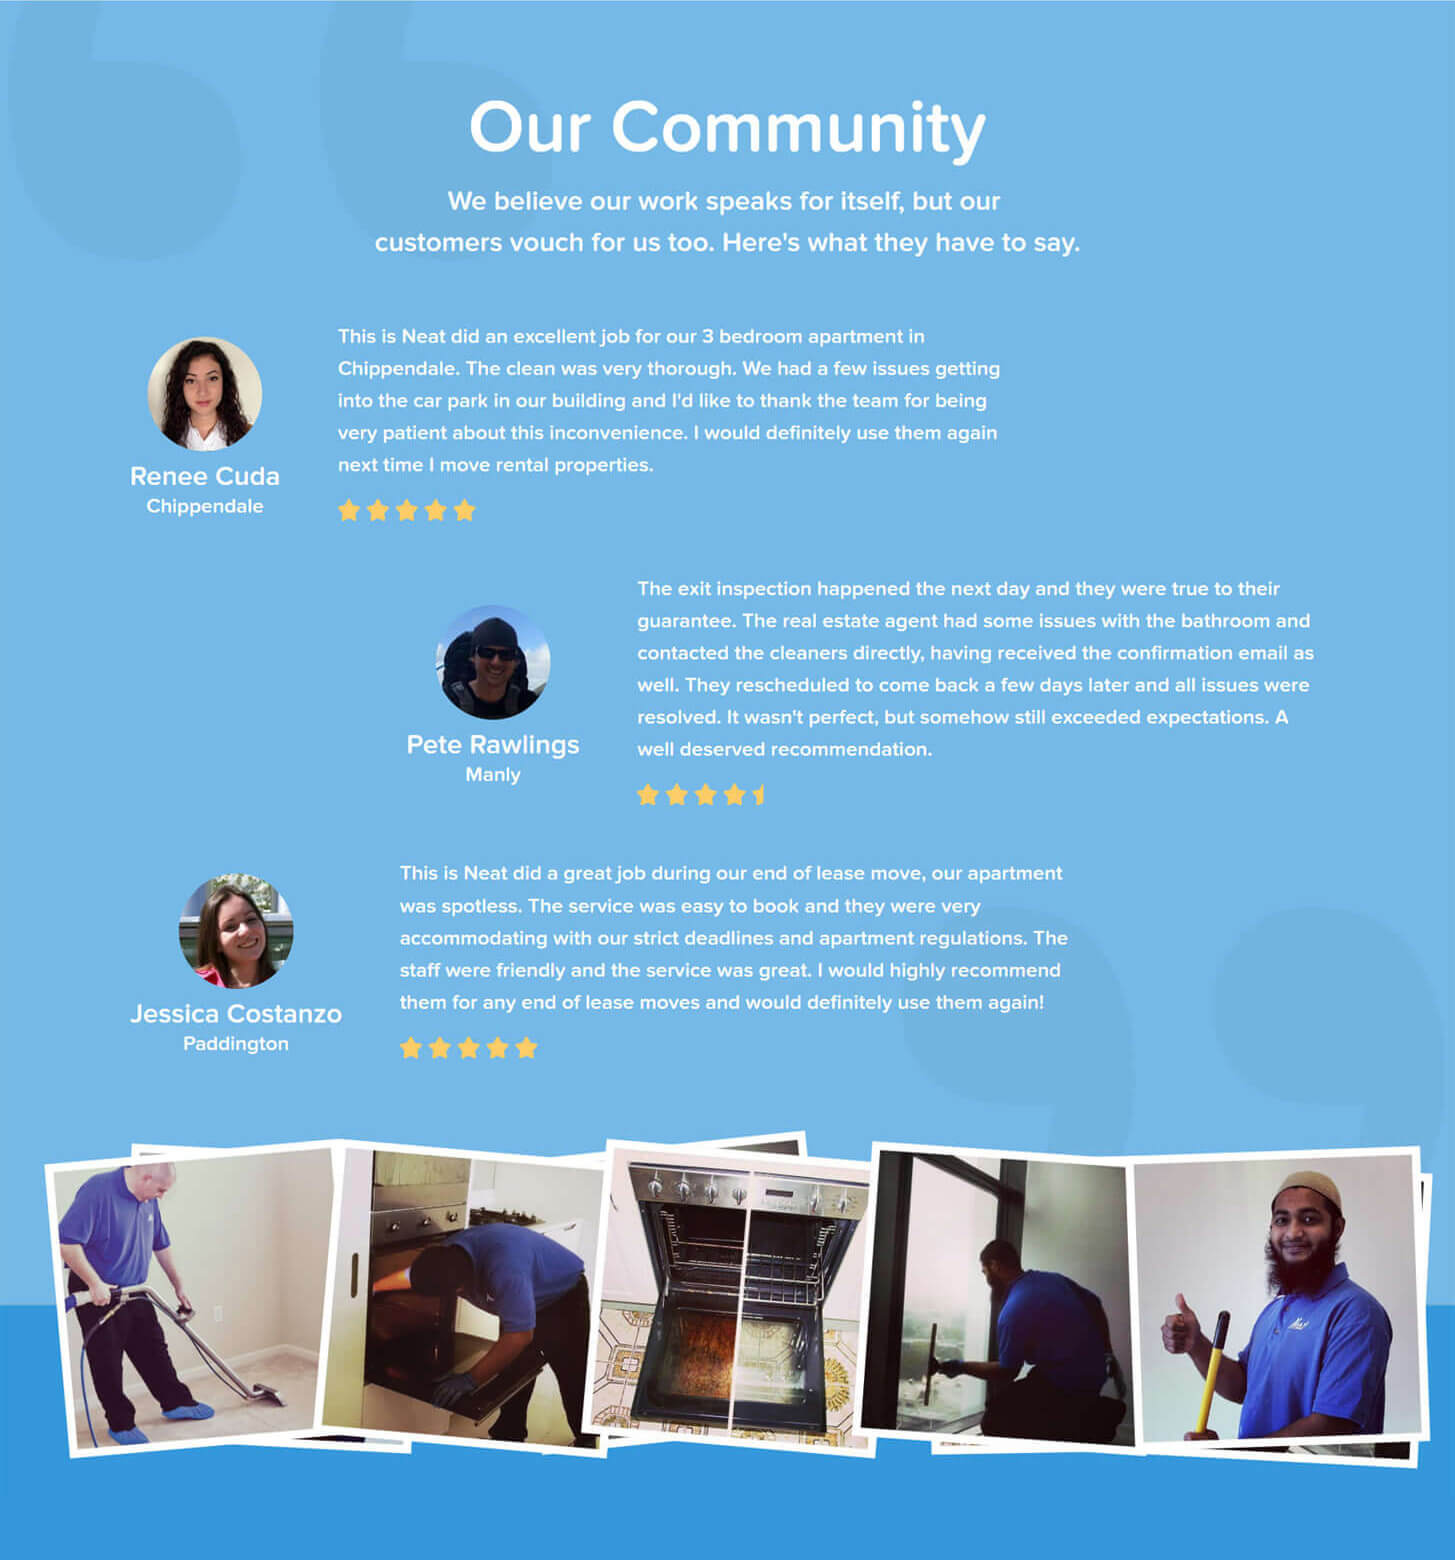 Our Community
We believe our work speaks for itself, but our
customers vouch for us too. Here's what they have to say.
This is Neat did an excellent job for our 3 bedroom apartment in
Chippendale. The clean was very thorough. We had a few issues getting
into the car park in our building and I'd like to thank the team for being
very patient about this inconvenience. I would definitely use them again
next time I move rental properties.
Renee Cuda
Chippendale
The exit inspection happened the next day and they were true to their
guarantee. The real estate agent had some issues with the bathroom and
contacted the cleaners directly, having received the confirmation email as
well. They rescheduled to come back a few days later and all issues were
resolved. It wasn't perfect, but somehow still exceeded expectations. A
well deserved recommendation.
Pete Rawlings
Manly
This is Neat did a great job during our end of lease move, our apartment
was spotless. The service was easy to book and they were very
accommodating with our strict deadlines and apartment regulations. The
staff were friendly and the service was great. I would highly recommend
them for any end of lease moves and would definitely use them again!
Jessica Costanzo
Paddington